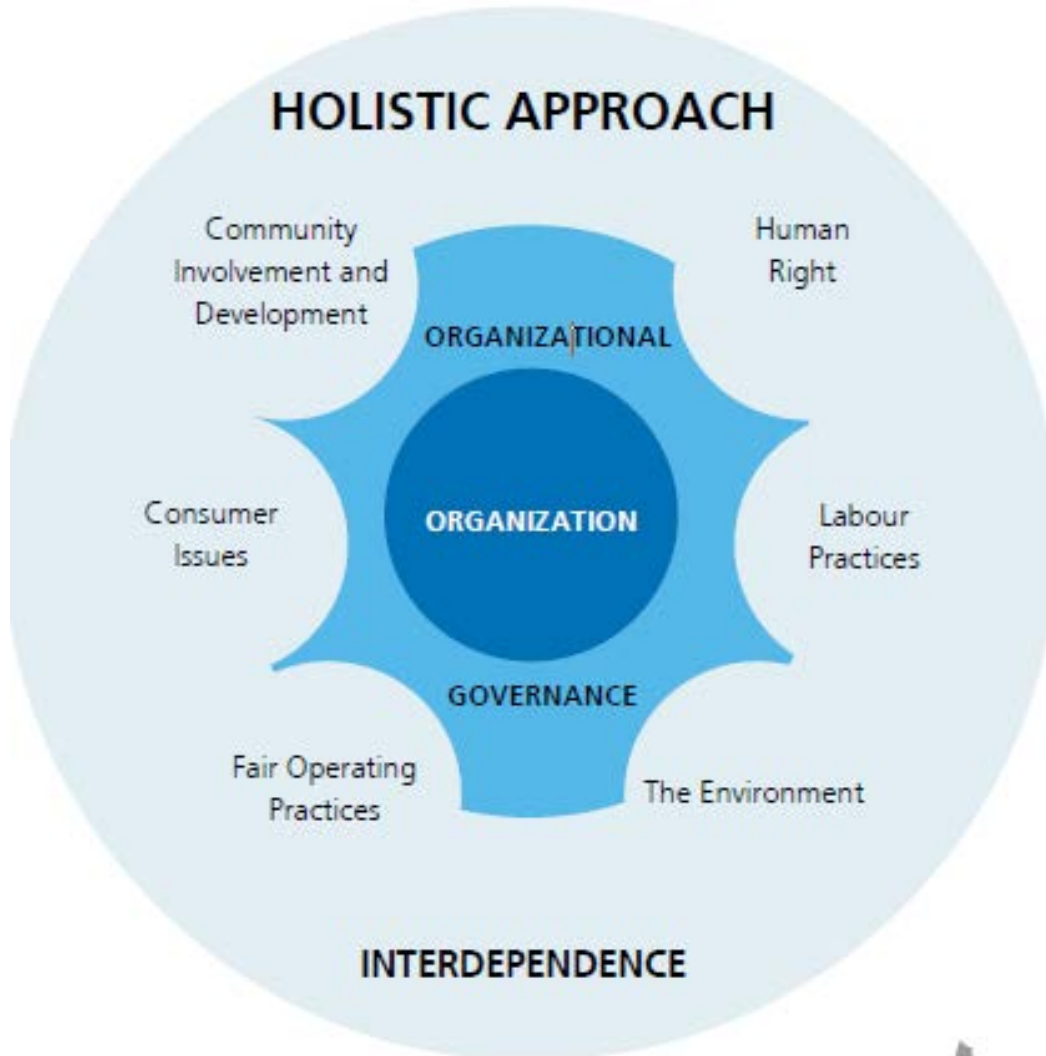 HOLISTIC APPROACH
Community
Involvement and
Development
Human
Right
ORGANIZATIONAL
ORGANIZATION
Consumer
Issues
Labour
Practices
GOVERNANCE
Fair Operating
Practices
The Environment
INTERDEPENDENCE